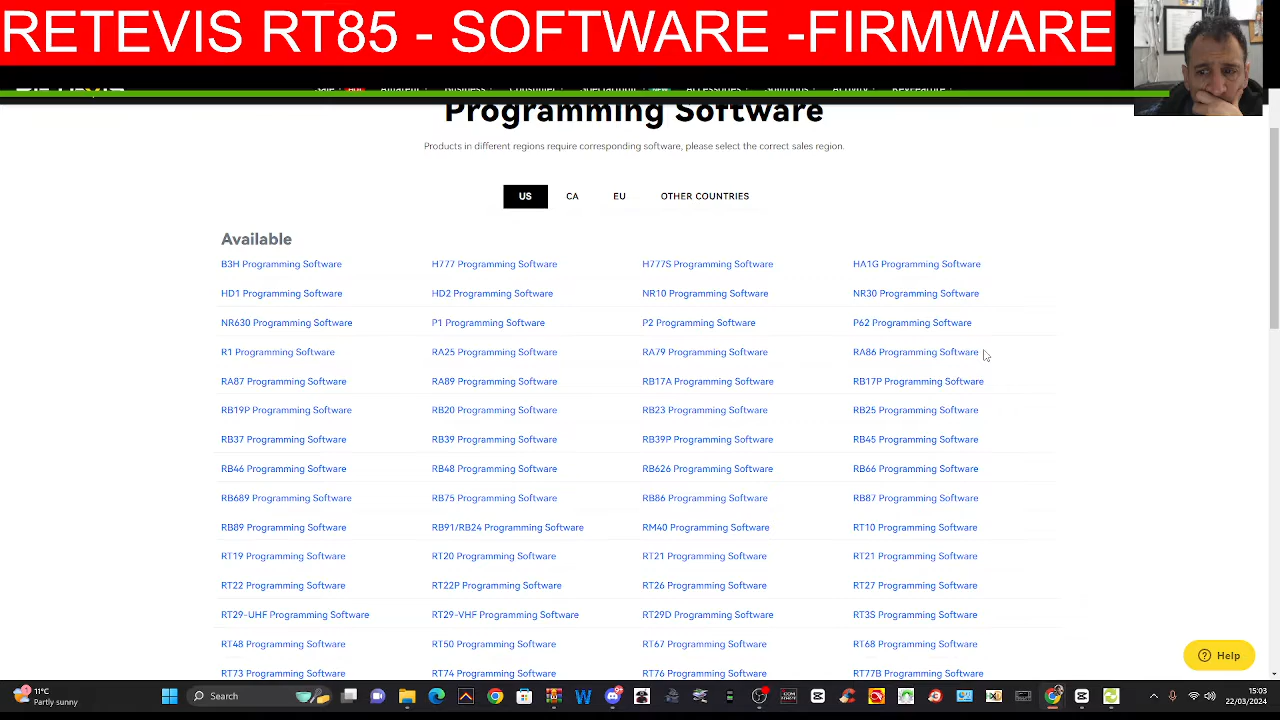 RETEVIS RT85 - SOFTWARE -FIRMWARE
Programming Software
Products in different regions require corresponding software, please select the correct sales region.
US CA EU OTHER COUNTRIES
Available
B3H Programming Software H777 Programming Software H777S Programming Software HA1G Programming Software
HD1 Programming Software HD2 Programming Software NR10 Programming Software NR30 Programming Software
NR630 Programming Software P1 Programming Software P2 Programming Software P62 Programming Software
R1 Programming Software RA25 Programming Software RA79 Programming Software RA86 Programming Software
RA87 Programming Software RA89 Programming Software RB17A Programming Software RB17P Programming Software
RB19P Programming Software RB20 Programming Software RB23 Programming Software RB25 Programming Software
RB37 Programming Software RB39 Programming Software RB39P Programming Software RB45 Programming Software
RB46 Programming Software RB48 Programming Software RB626 Programming Software RB66 Programming Software
RB689 Programming Software RB75 Programming Software RB86 Programming Software RB87 Programming Software
RB89 Programming Software RB91/RB24 Programming Software RM40 Programming Software RT10 Programming Software
RT19 Programming Software RT20 Programming Software RT21 Programming Software RT21 Programming Software
RT22 Programming Software RT22P Programming Software RT26 Programming Software RT27 Programming Software
RT29-UHF Programming Software RT29-VHF Programming Software RT29D Programming Software RT3S Programming Software
RT48 Programming Software RT50 Programming Software RT67 Programming Software RT68 Programming Software
RT73 Programming Software RT74 Programming Software RT76 Programming Software RT77B Programming Software
Help
11°C
Partly sunny
Search
15:03
22/03/2024